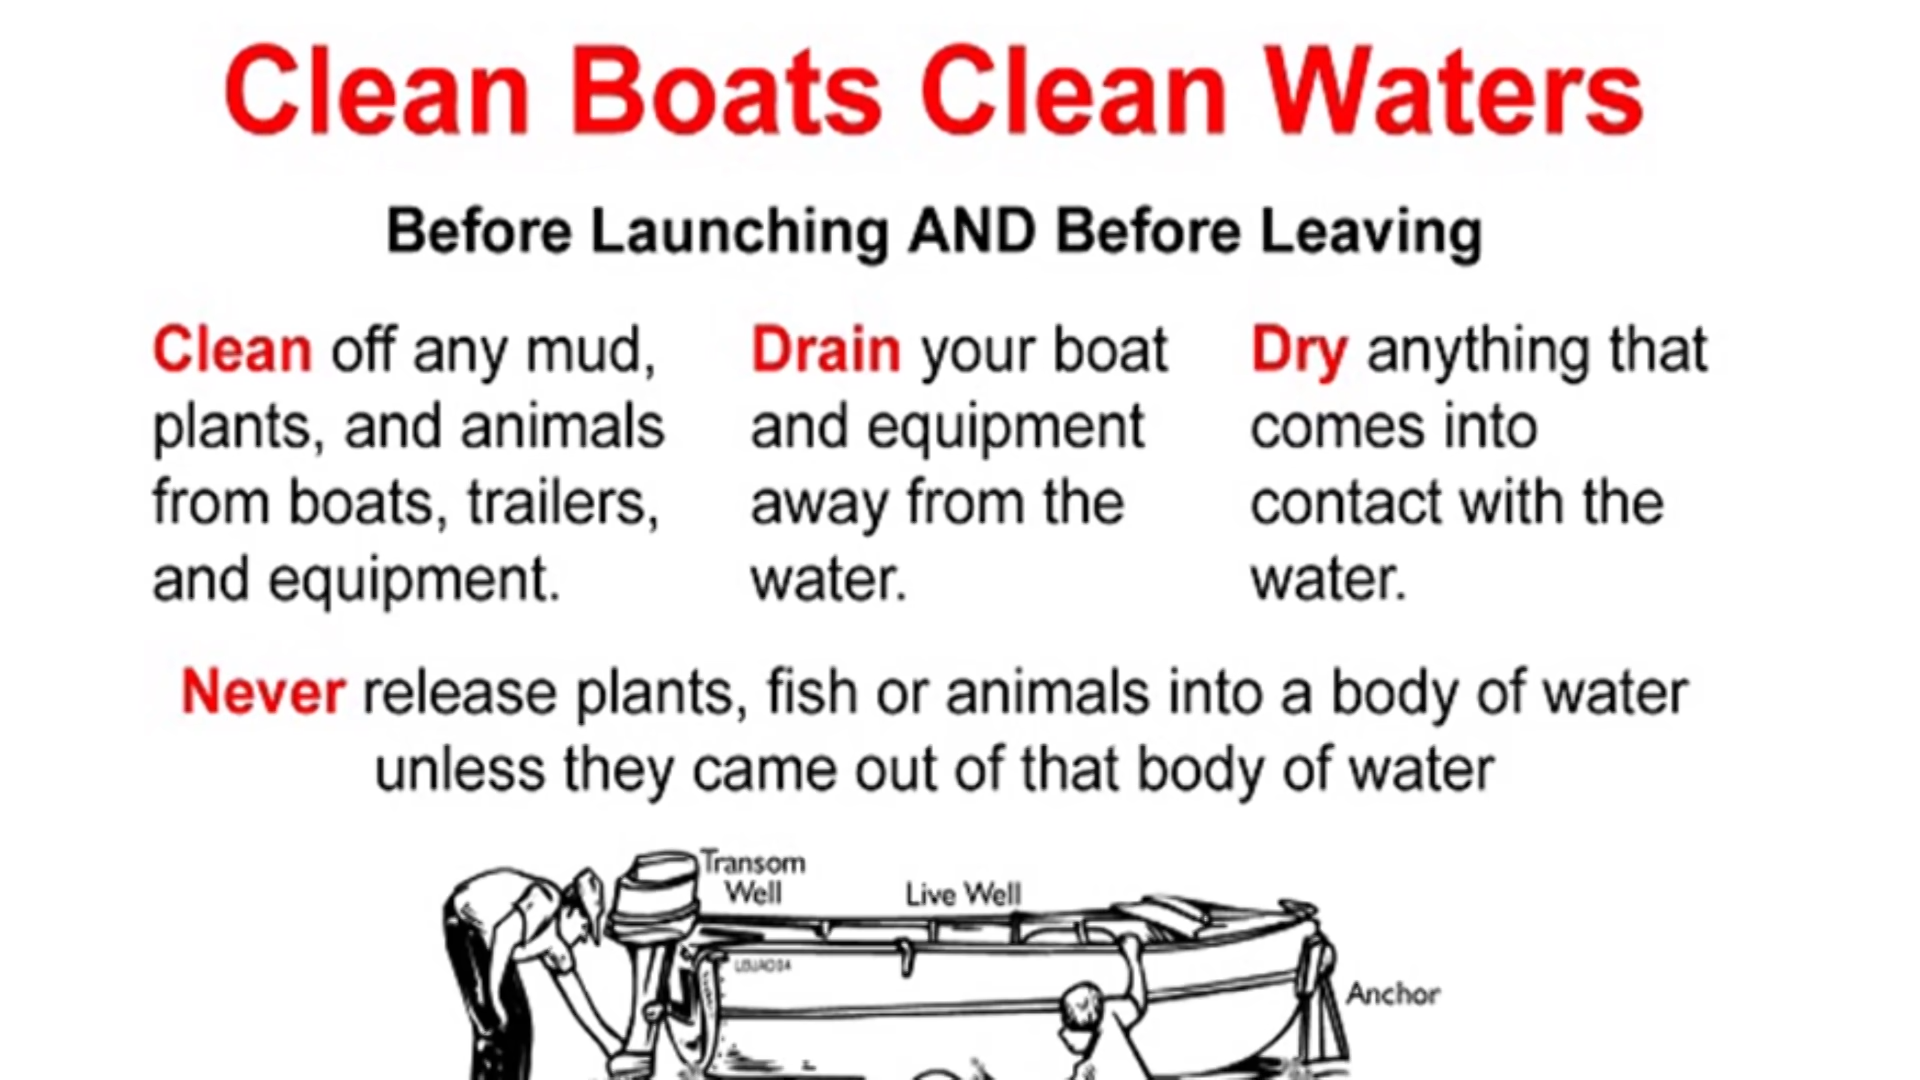 Clean Boats Clean Waters
Before Launching AND Before Leaving
Clean off any mud,
plants, and animals
from boats, trailers,
and equipment.
Drain your boat
and equipment
away from the
water.
Dry anything that
comes into
contact with the
water.
Never release plants, fish or animals into a body of water
unless they came out of that body of water
Transom
Well
Live Well
Anchor